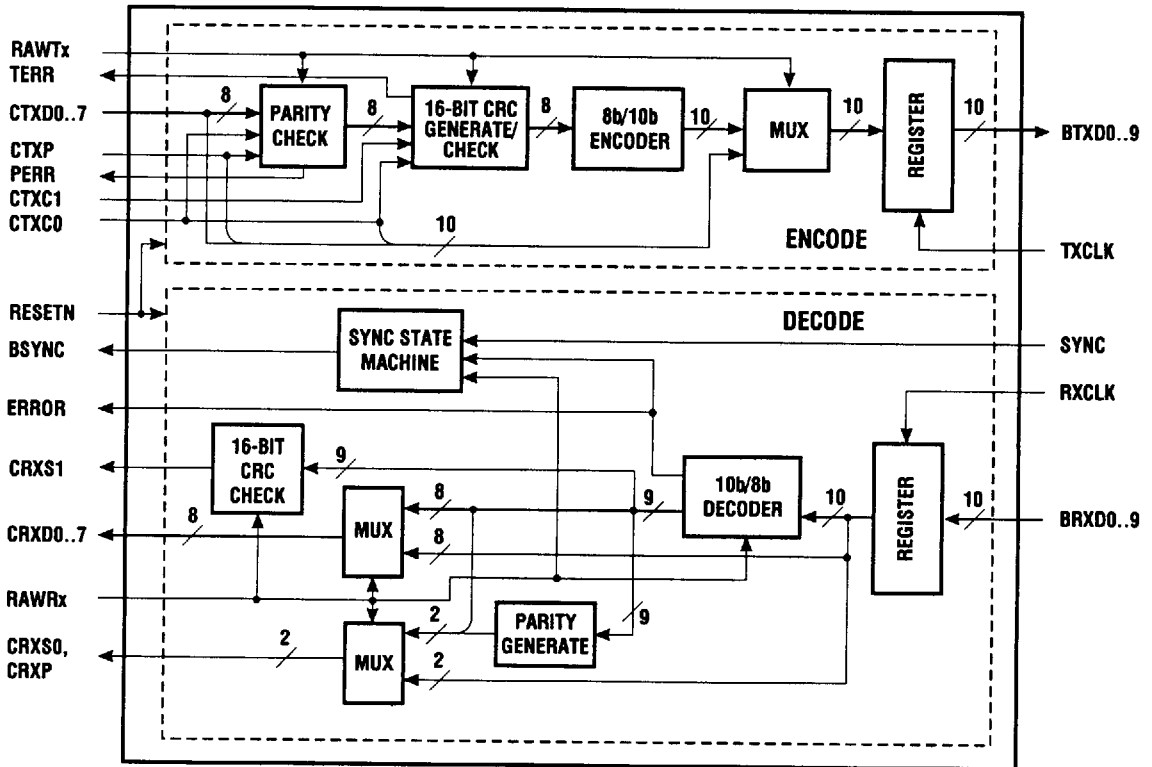 RAWTx
TERR
CTXD0..7
CTXP
PERR
CTXC1
CTXC0
8
PARITY
CHECK
8
16-BIT CRC
GENERATE/
CHECK
8
8b/10b
ENCODER
10
MUX
10
REGISTER
10
BTXD0..9
10
ENCODE
TXCLK
RESETN
BSYNC
ERROR
CRXS1
CRXD0..7
RAWRx
CRXS0,
CRXP
DECODE
SYNC STATE
MACHINE
SYNC
RXCLK
16-BIT
CRC
CHECK
9
8
MUX
8
8
9
10b/8b
DECODER
10
REGISTER
10
BRXD0..9
2
MUX
2
2
PARITY
GENERATE
9